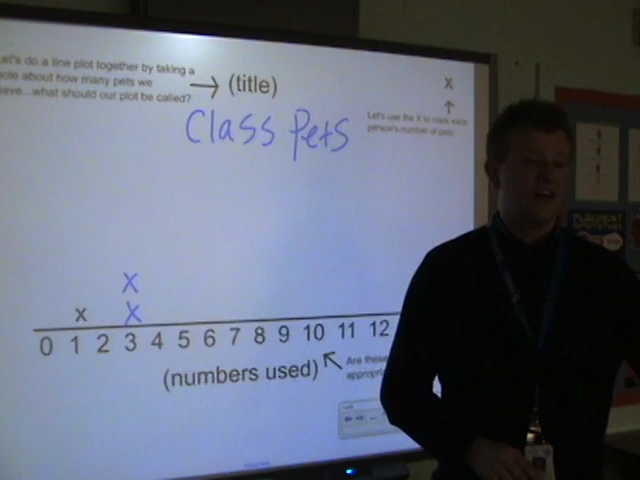 Let's do a line plot together by taking a
about how many pets we
have...what should our plot be called?
(title)
X
Let's use the X to mark each
person's number of pets.
Class Pets
X
x X
0 1 2 3 4 5 6 7 8 9 10 11 12
(numbers used)
Are these